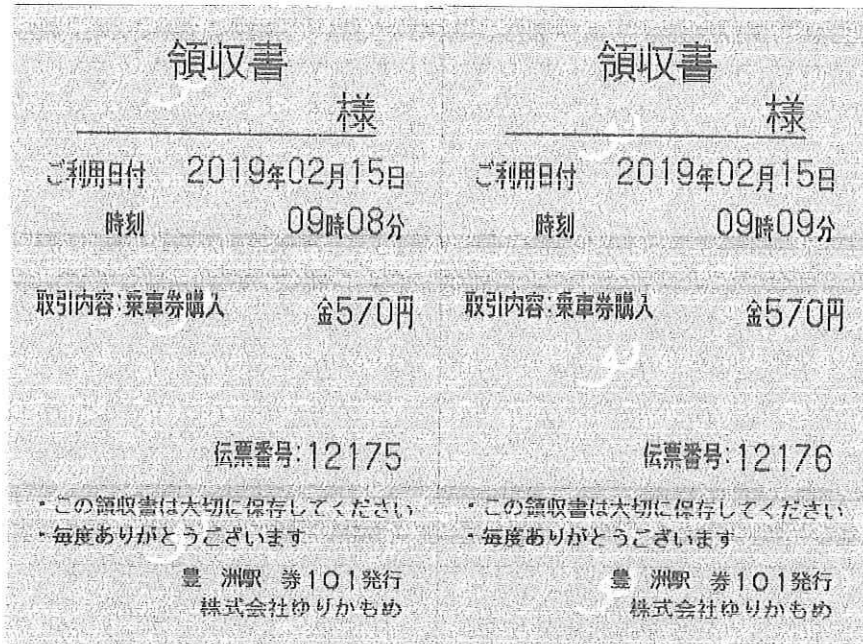 領収書
様
ご利用日付 2019年02月15日
時刻 09時08分
取引内容:乗車券購入 金570円
伝票番号:12175
・この領収書は大切に保存してください
・毎度ありがとうございます
豊 洲駅 券101発行
株式会社ゆりかもめ
領収書
様
ご利用日付 2019年02月15日
時刻 09時09分
取引内容:乗車券購入 金570円
伝票番号:12176
・この領収書は大切に保存してください
・毎度ありがとうございます
豊 洲駅 券101発行
株式会社ゆりかもめ